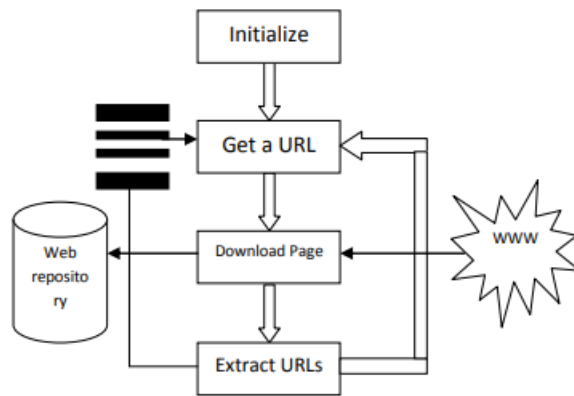 Initialize
Get a URL
Download Page
WWW
Web
reposito
ry
Extract URLs